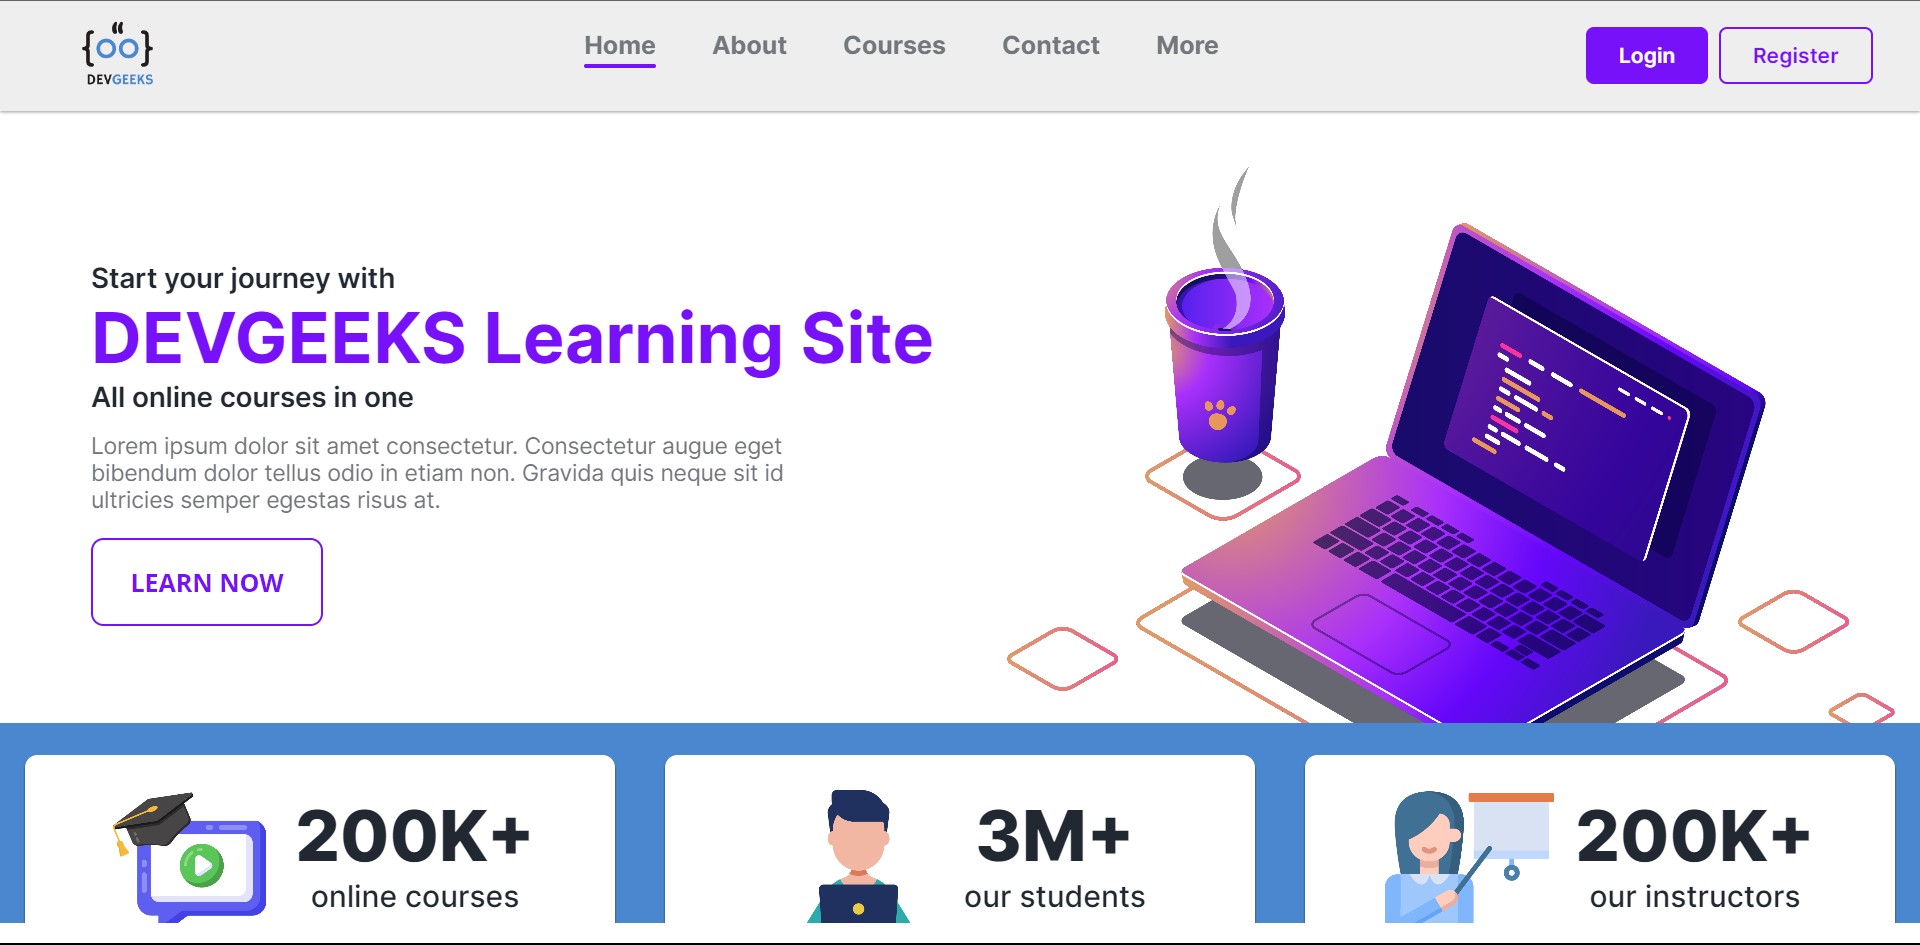 DEVGEEKS
Home About Courses Contact More
Login Register
Start your journey with
DEVGEEKS Learning Site
All online courses in one
Lorem ipsum dolor sit amet consectetur. Consectetur augue eget
bibendum dolor tellus odio in etiam non. Gravida quis neque sit id
ultricies semper egestas risus at.
LEARN NOW
200K+
online courses
3M+
our students
200K+
our instructors